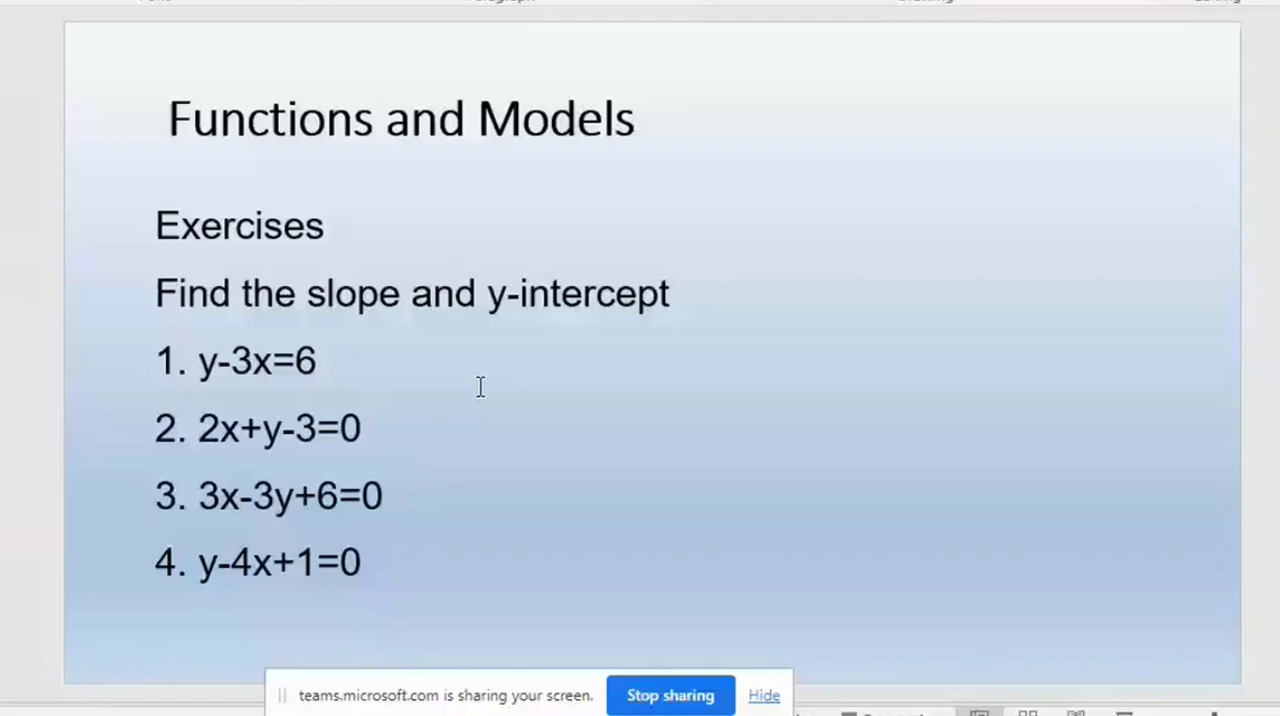 Functions and Models
Exercises
Find the slope and y-intercept
1. y-3x=6
2. 2x+y-3=0
3. 3x-3y+6=0
4. y-4x+1=0
teams.microsoft.com is sharing your screen. Stop sharing Hide